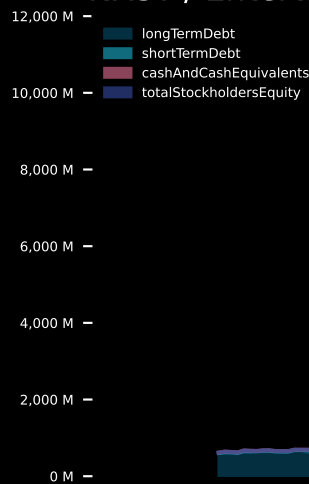 12,000 M
longTermDebt
shortTermDebt
cashAndCashEquivalents
totalStockholdersEquity
10,000 M
8,000 M
6,000 M
4,000 M
2,000 M
0 M